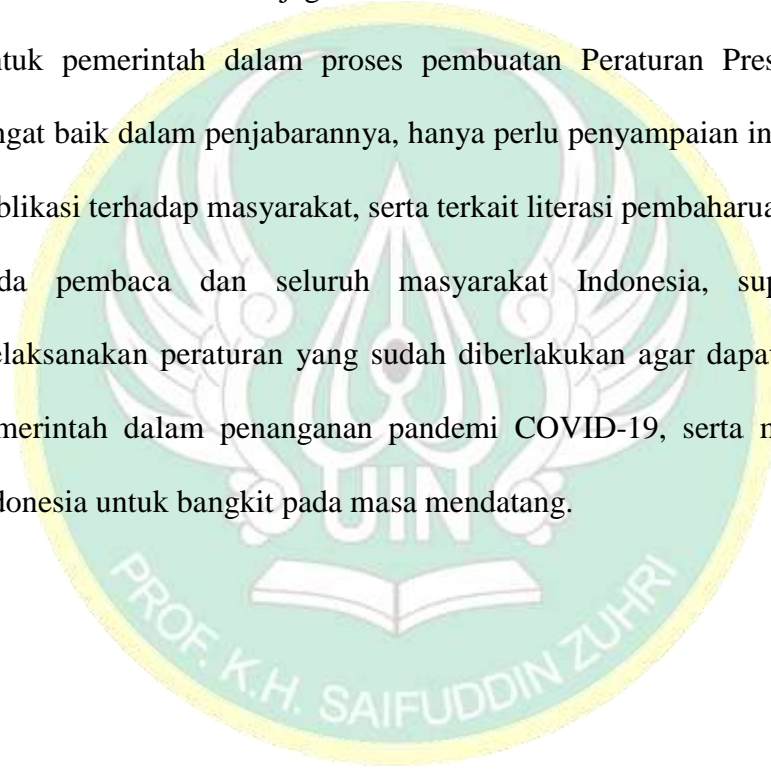 untuk pemerintah dalam proses pembuatan Peraturan Pres
ngat baik dalam penjabarannya, hanya perlu penyampaian in
blikasi terhadap masyarakat, serta terkait literasi pembaharua
da pembaca dan seluruh masyarakat Indonesia, sup
elaksanakan peraturan yang sudah diberlakukan agar dapat
merintah dalam penanganan pandemi COVID-19, serta m
donesia untuk bangkit pada masa mendatang.
UIN
PROF. K.H. SAIFUDDIN ZUHRI